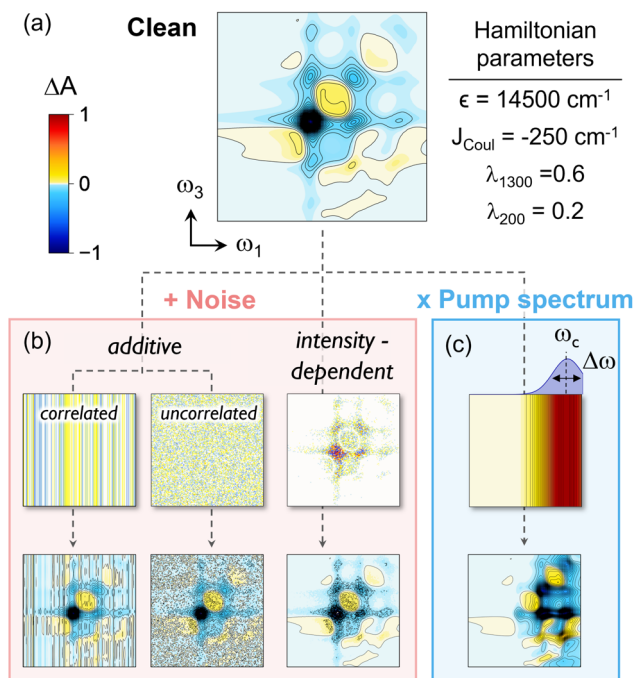 (a)
Clean
Hamiltonian
parameters
ϵ = 14500 cm⁻¹
J_Coul = -250 cm⁻¹
λ₁₃₀₀ =0.6
λ₂₀₀ = 0.2
ΔA
1
0
−1
ω₃
ω₁
+ Noise
x Pump spectrum
(b)
additive
intensity -
dependent
correlated
uncorrelated
(c)
ω_c
Δω